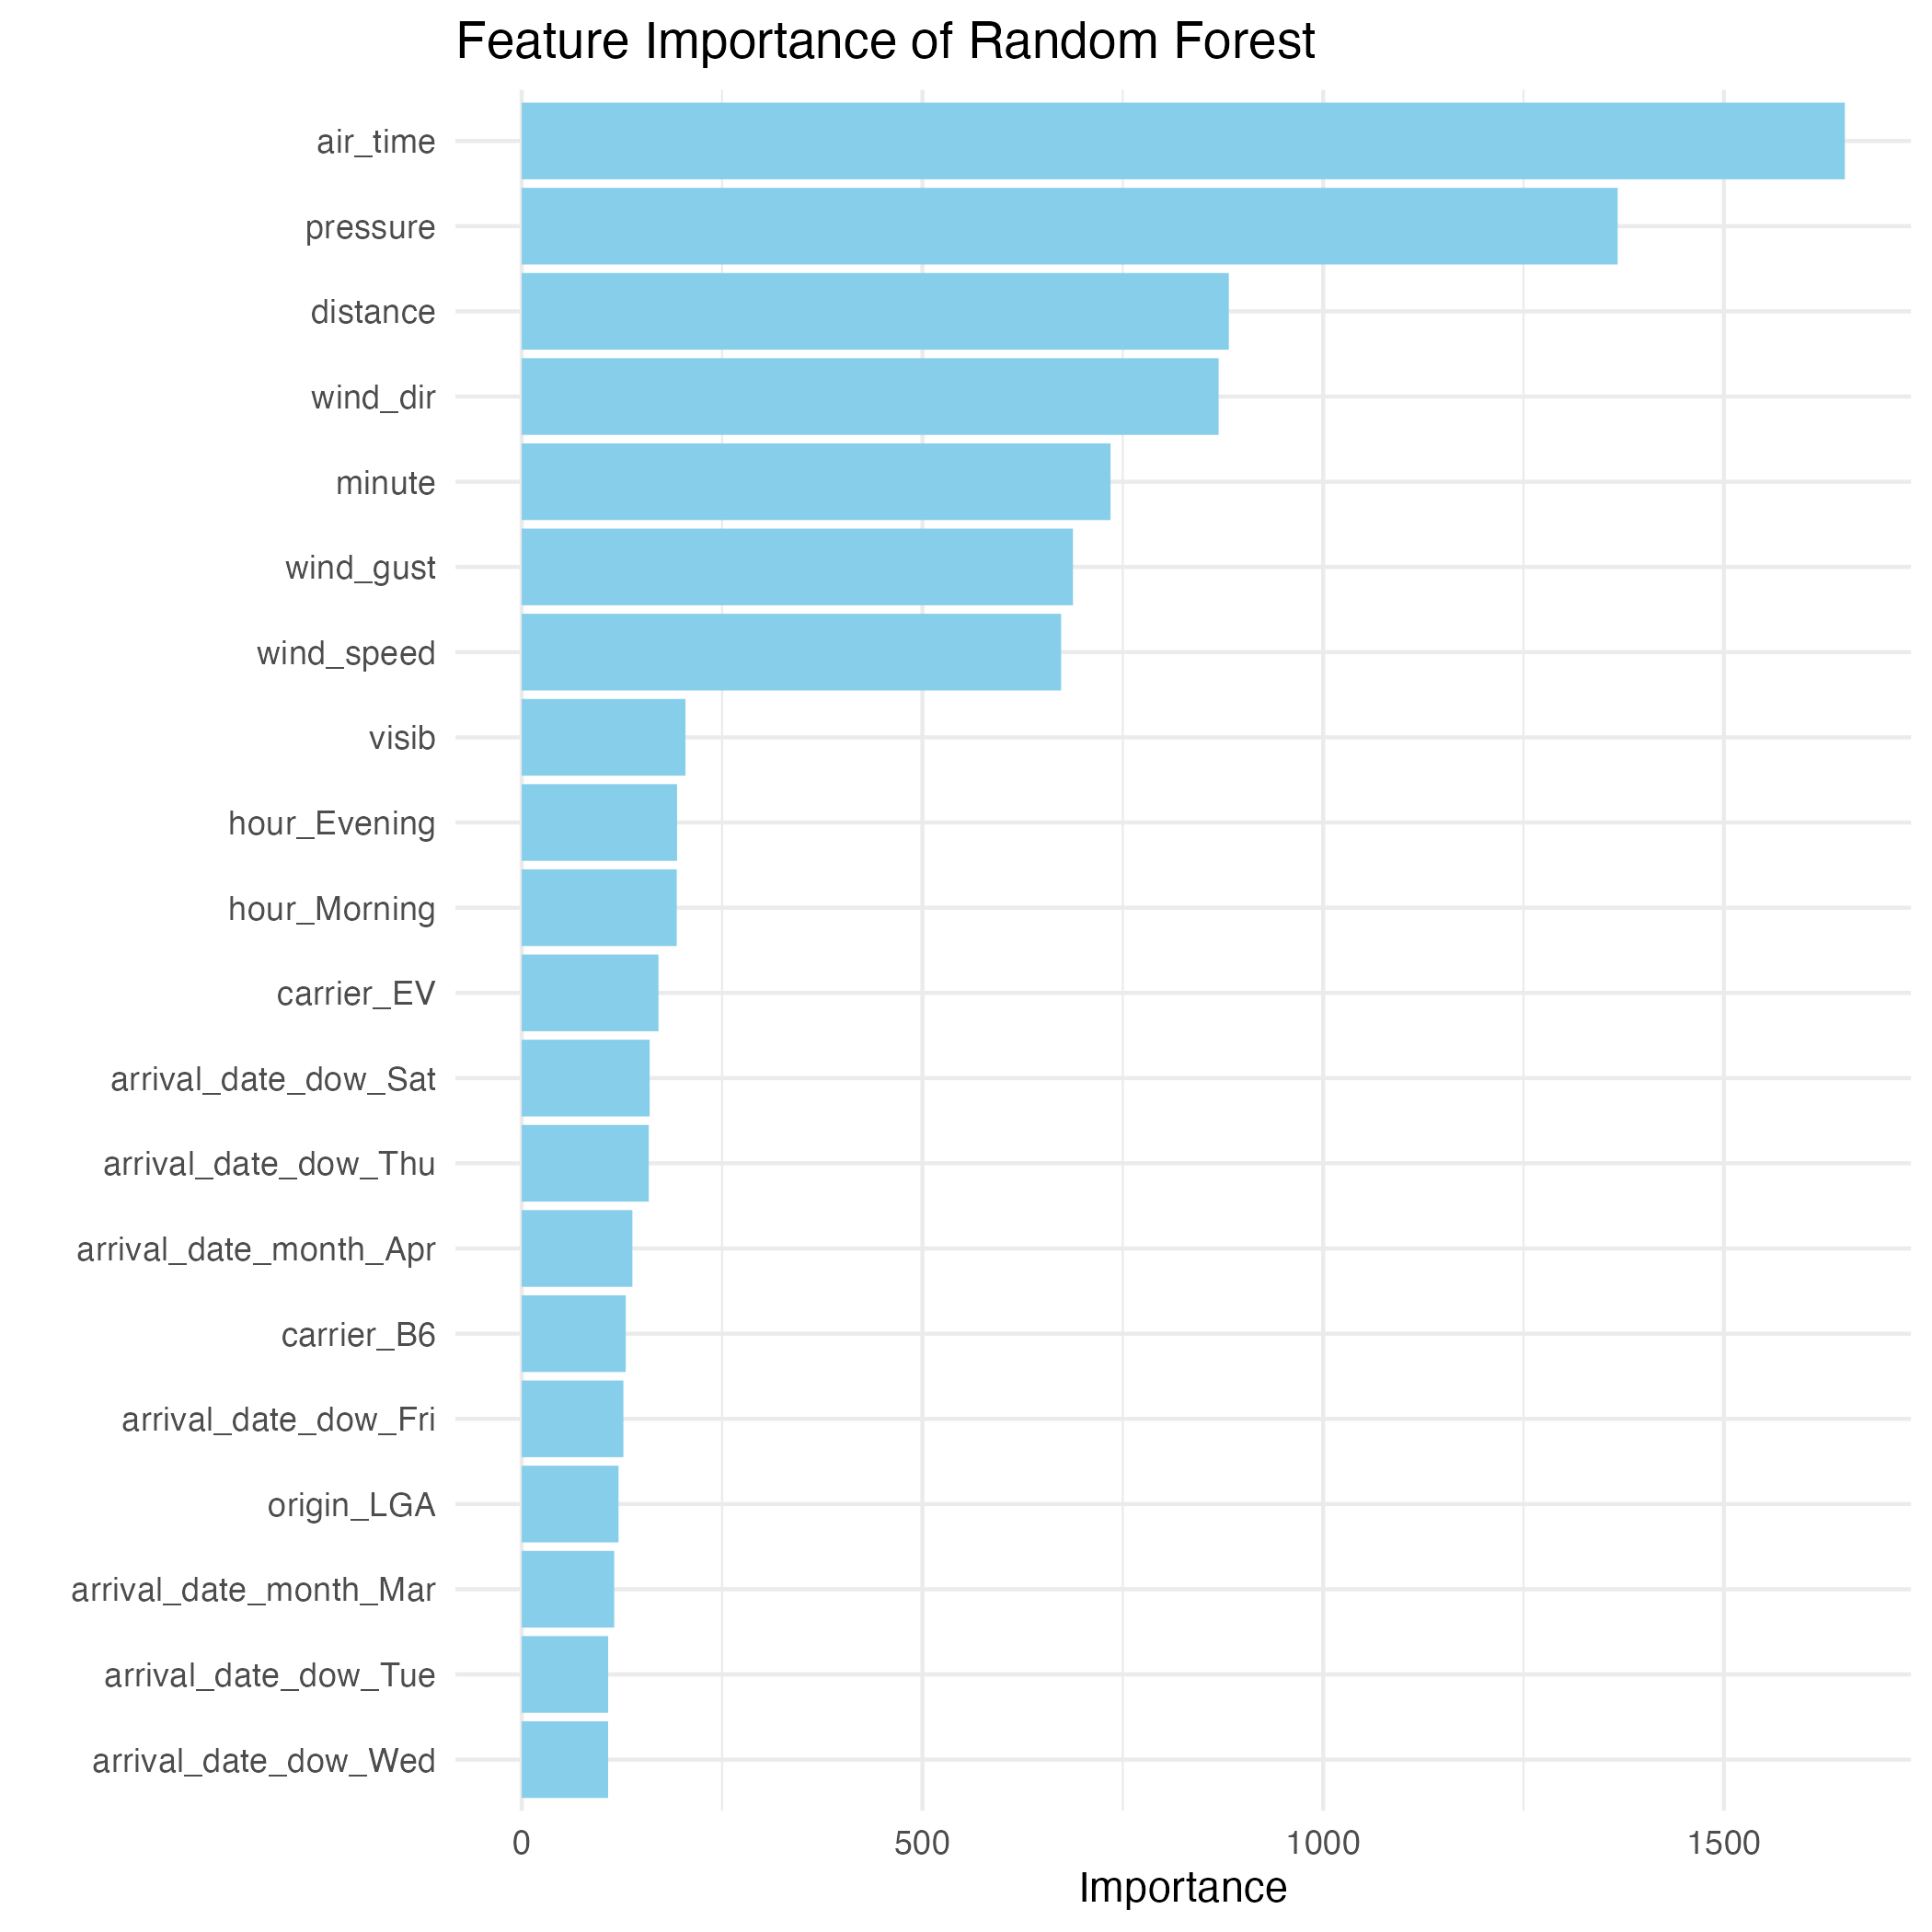 Feature Importance of Random Forest
air_time
pressure
distance
wind_dir
minute
wind_gust
wind_speed
visib
hour_Evening
hour_Morning
carrier_EV
arrival_date_dow_Sat
arrival_date_dow_Thu
arrival_date_month_Apr
carrier_B6
arrival_date_dow_Fri
origin_LGA
arrival_date_month_Mar
arrival_date_dow_Tue
arrival_date_dow_Wed
0 500 1000 1500
Importance